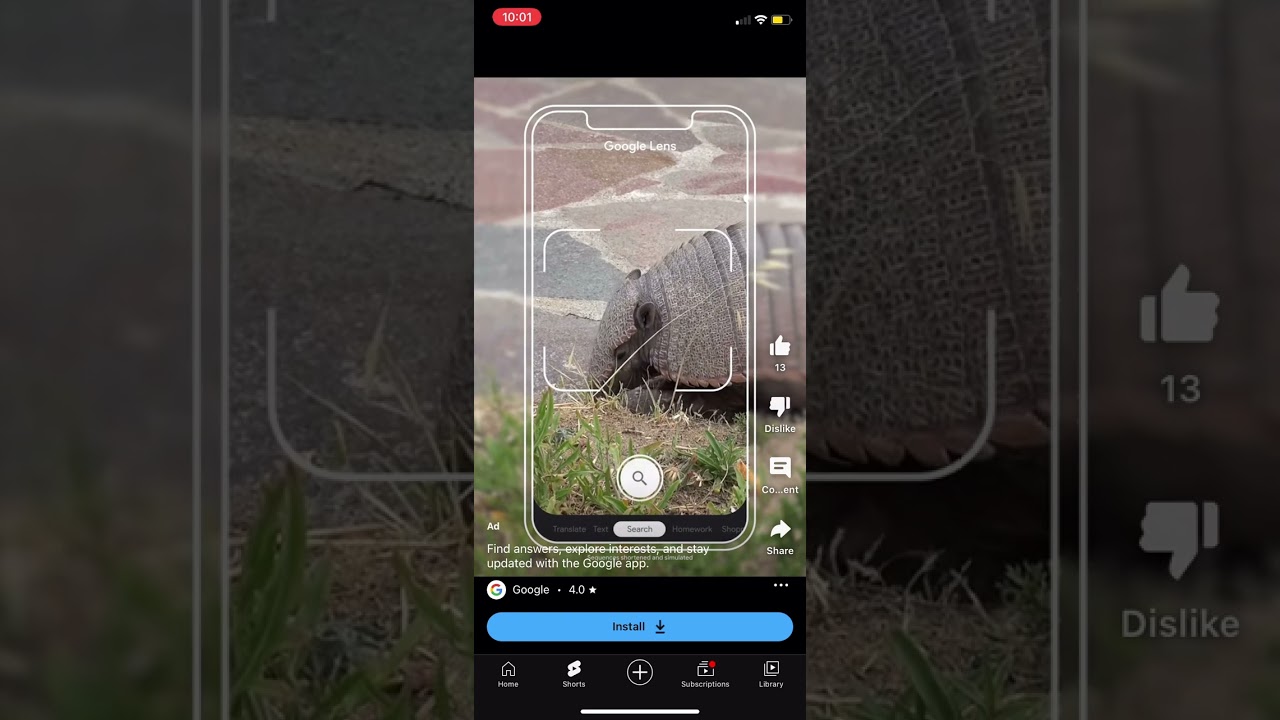 10:01
Google Lens
13
Dislike
Co...ent
Share
Translate Text Search Homework Shop
Ad
Find answers, explore interests, and stay
updated with the Google app.
Sequences shortened and simulated
Google • 4.0 ★
Install
Home Shorts Subscriptions Library
13
Dislike